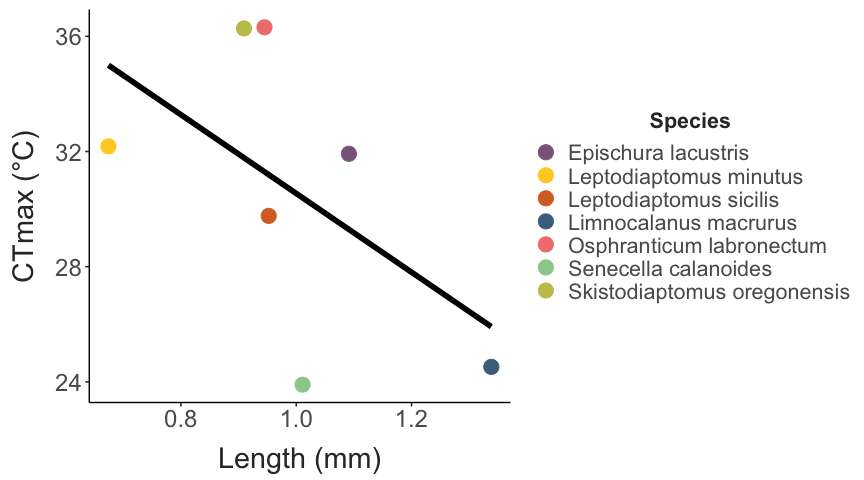 36
32
28
24
CTmax (°C)
0.8
1.0
1.2
Length (mm)
Species
Epischura lacustris
Leptodiaptomus minutus
Leptodiaptomus sicilis
Limnocalanus macrurus
Osphranticum labronectum
Senecella calanoides
Skistodiaptomus oregonensis